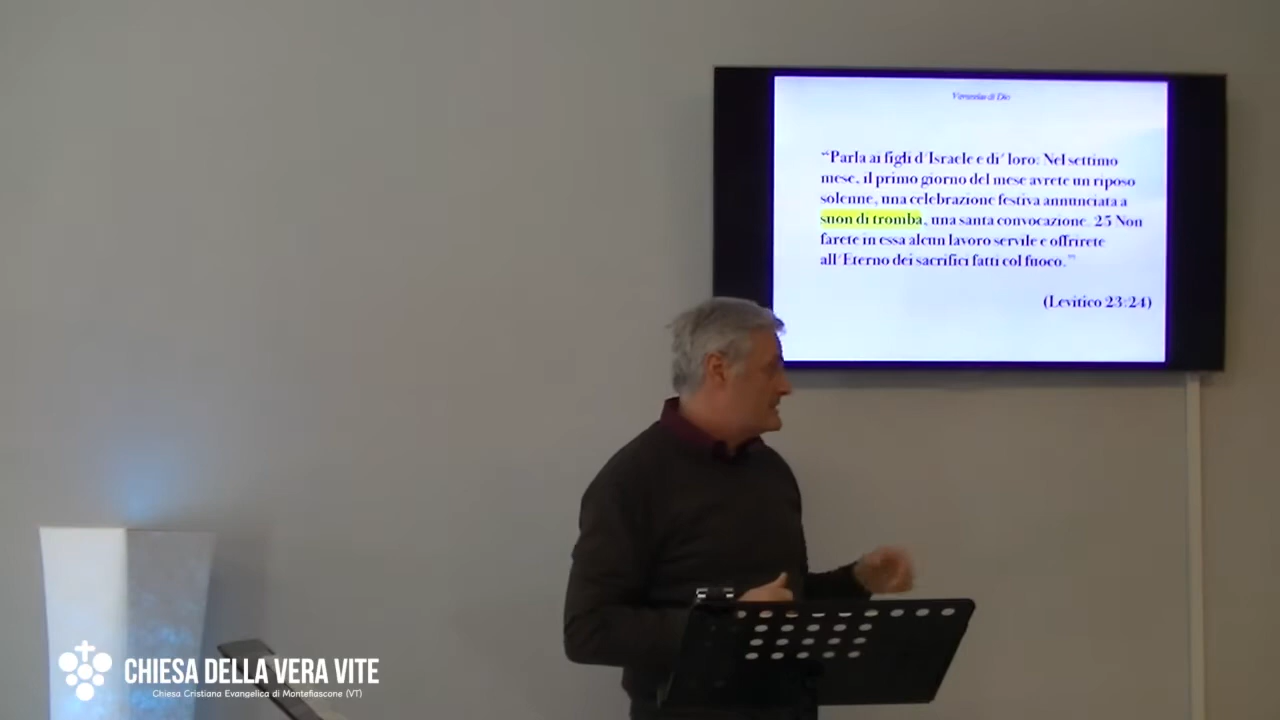 “Parla ai figli d'Israele e di' loro: Nel settimo
mese, il primo giorno del mese avrete un riposo
solenne, una celebrazione festiva annunciata a
suon di tromba, una santa convocazione. 25 Non
farete in essa alcun lavoro servile e offrirete
all'Eterno dei sacrifici fatti col fuoco.”
(Levitico 23:24)
CHIESA DELLA VERA VITE
Chiesa Cristiana Evangelica di Montefiascone (VT)